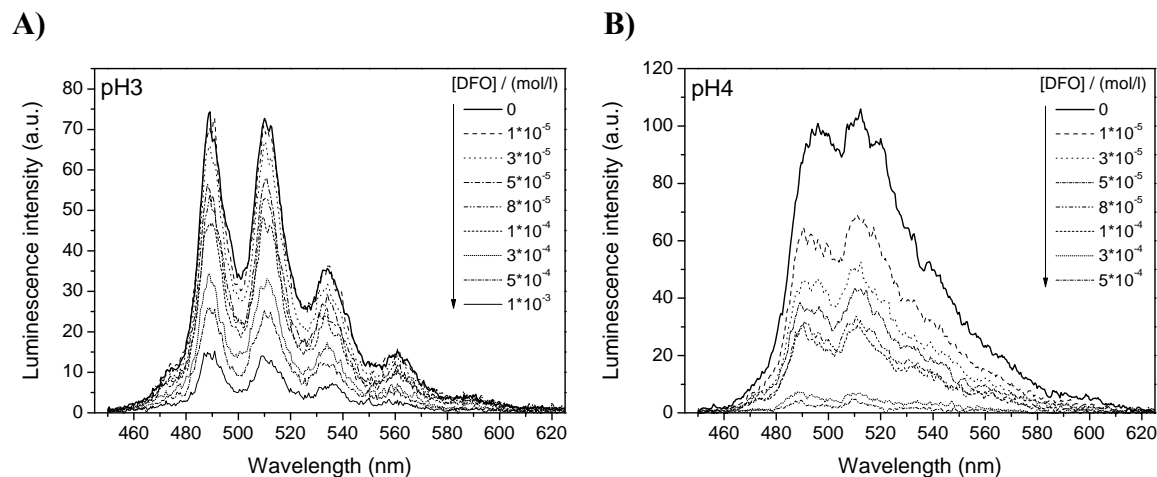 A)
pH3
[DFO] / (mol/l)
0
1*10-5
3*10-5
5*10-5
8*10-5
1*10-4
3*10-4
5*10-4
1*10-3
80
70
60
50
40
30
20
10
0
Luminescence intensity (a.u.)
460 480 500 520 540 560 580 600 620
Wavelength (nm)
B)
pH4
[DFO] / (mol/l)
0
1*10-5
3*10-5
5*10-5
8*10-5
1*10-4
3*10-4
5*10-4
120
100
80
60
40
20
0
Luminescence intensity (a.u.)
460 480 500 520 540 560 580 600 620
Wavelength (nm)